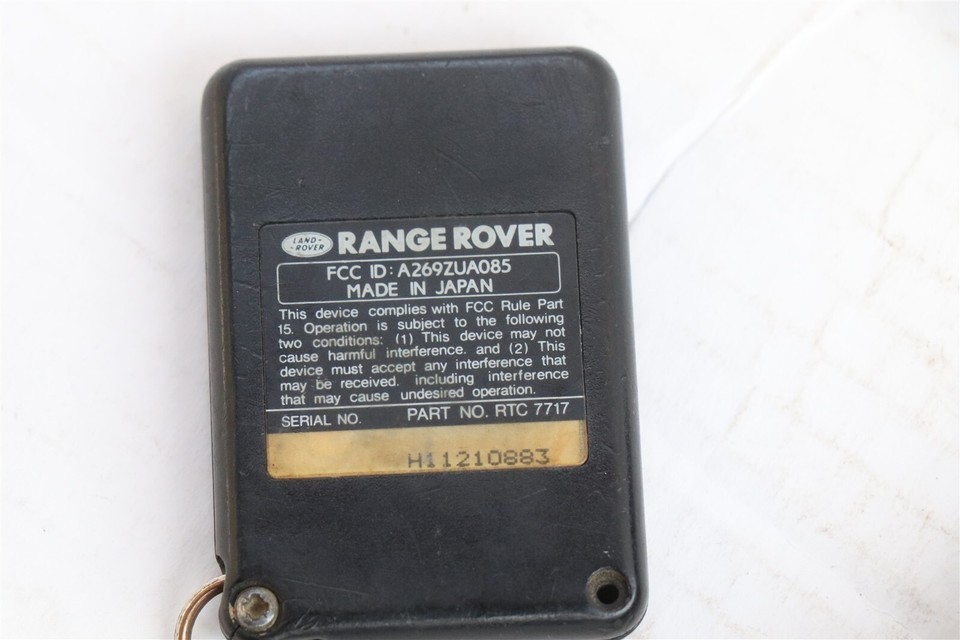 LAND-
-ROVER
RANGE ROVER
FCC ID: A269ZUA085
MADE IN JAPAN
This device complies with FCC Rule Part
15. Operation is subject to the following
two conditions: (1) This device may not
cause harmful interference. and (2) This
device must accept any interference that
may be received. including interference
that may cause undesired operation.
SERIAL NO. PART NO. RTC 7717
H11210883